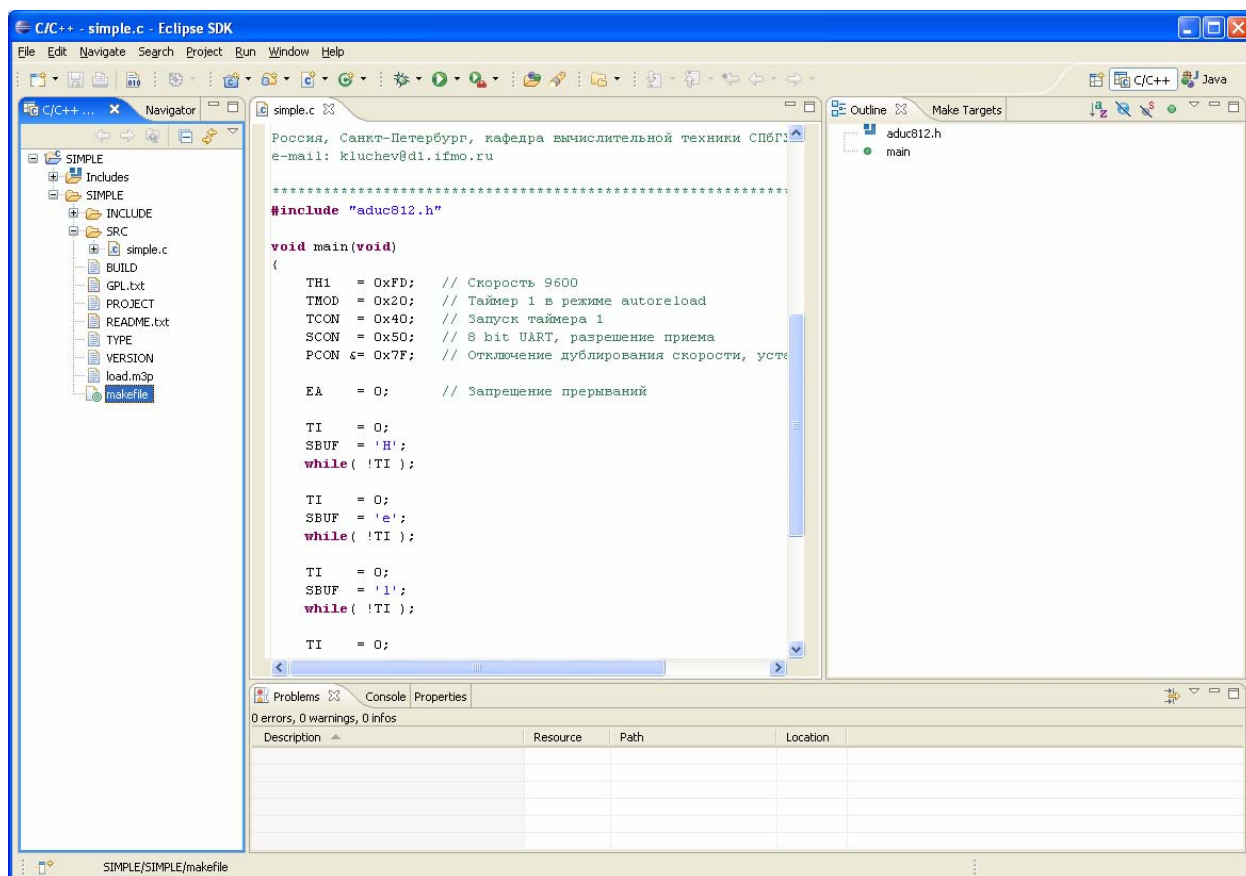 C/C++ - simple.c - Eclipse SDK
File Edit Navigate Search Project Run Window Help
C/C++ Java
C/C++ ... Navigator
SIMPLE
Includes
SIMPLE
INCLUDE
SRC
simple.c
BUILD
GPL.txt
PROJECT
README.txt
TYPE
VERSION
load.m3p
makefile
simple.c
Россия, Санкт-Петербург, кафедра вычислительной техники
e-mail: kluchev@d1.ifmo.ru
*************************************************************
#include "aduc812.h"
void main(void)
{
TH1 = 0xFD; // Скорость 9600
TMOD = 0x20; // Таймер 1 в режиме autoreload
TCON = 0x40; // Запуск таймера 1
SCON = 0x50; // 8 bit UART, разрешение приема
PCON &= 0x7F; // Отключение дублирования скорости, уста
EA = 0; // Запрещение прерываний
TI = 0;
SBUF = 'H';
while( !TI );
TI = 0;
SBUF = 'e';
while( !TI );
TI = 0;
SBUF = 'l';
while( !TI );
TI = 0;
Outline Make Targets
aduc812.h
main
Problems Console Properties
0 errors, 0 warnings, 0 infos
Description Resource Path Location
SIMPLE/SIMPLE/makefile